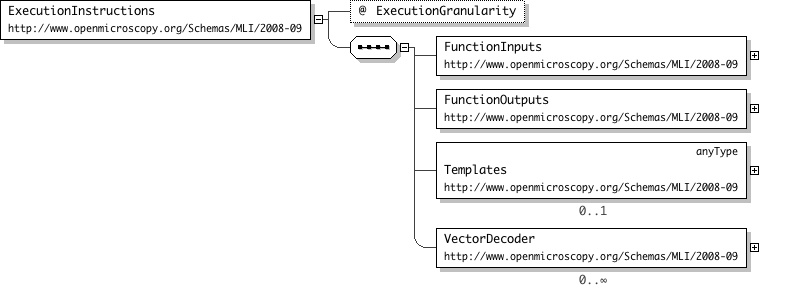 ExecutionInstructions
http://www.openmicroscopy.org/Schemas/MLI/2008-09
@ ExecutionGranularity
FunctionInputs
http://www.openmicroscopy.org/Schemas/MLI/2008-09
FunctionOutputs
http://www.openmicroscopy.org/Schemas/MLI/2008-09
anyType
Templates
http://www.openmicroscopy.org/Schemas/MLI/2008-09
0..1
VectorDecoder
http://www.openmicroscopy.org/Schemas/MLI/2008-09
0..∞